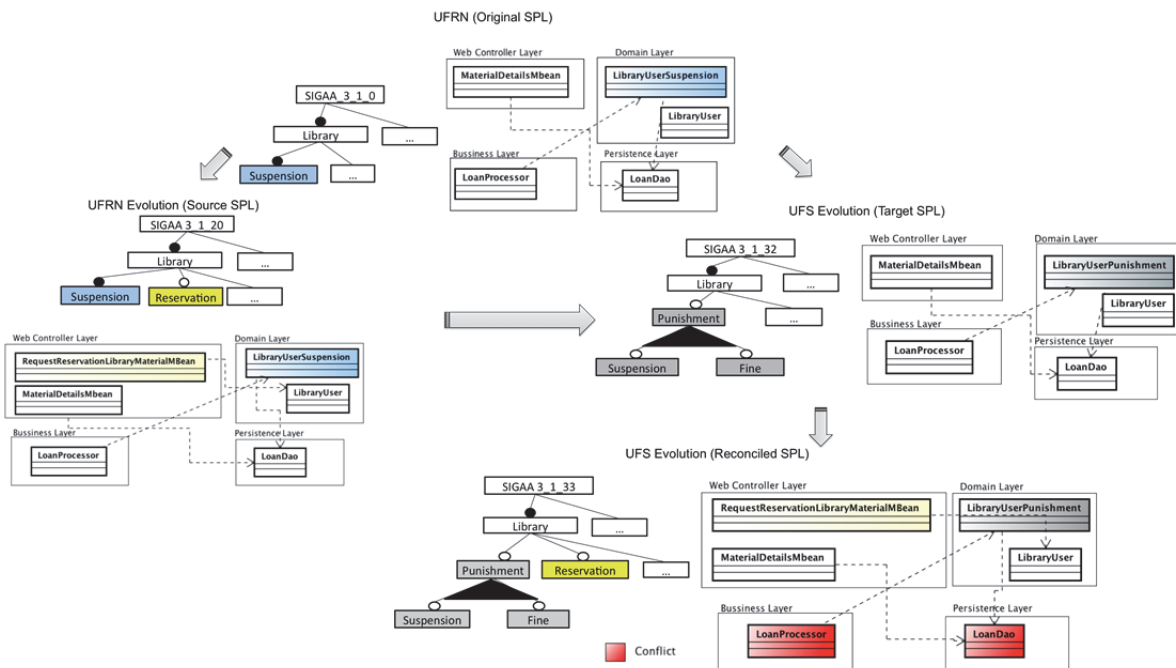 UFRN (Original SPL)
Web Controller Layer
MaterialDetailsMbean
Domain Layer
LibraryUserSuspension
LibraryUser
Bussiness Layer
LoanProcessor
Persistence Layer
LoanDao
SIGAA_3_1_0
Library
...
Suspension
...
UFRN Evolution (Source SPL)
SIGAA 3_1_20
Library
...
Suspension
Reservation
...
Web Controller Layer
RequestReservationLibraryMaterialMBean
MaterialDetailsMbean
Domain Layer
LibraryUserSuspension
LibraryUser
Bussiness Layer
LoanProcessor
Persistence Layer
LoanDao
UFS Evolution (Target SPL)
SIGAA 3_1_32
Library
...
Punishment
...
Suspension
Fine
Web Controller Layer
MaterialDetailsMbean
Domain Layer
LibraryUserPunishment
LibraryUser
Bussiness Layer
LoanProcessor
Persistence Layer
LoanDao
UFS Evolution (Reconciled SPL)
SIGAA 3_1_33
Library
...
Punishment
Reservation
...
Suspension
Fine
Web Controller Layer
RequestReservationLibraryMaterialMBean
MaterialDetailsMbean
Domain Layer
LibraryUserPunishment
LibraryUser
Bussiness Layer
LoanProcessor
Persistence Layer
LoanDao
Conflict